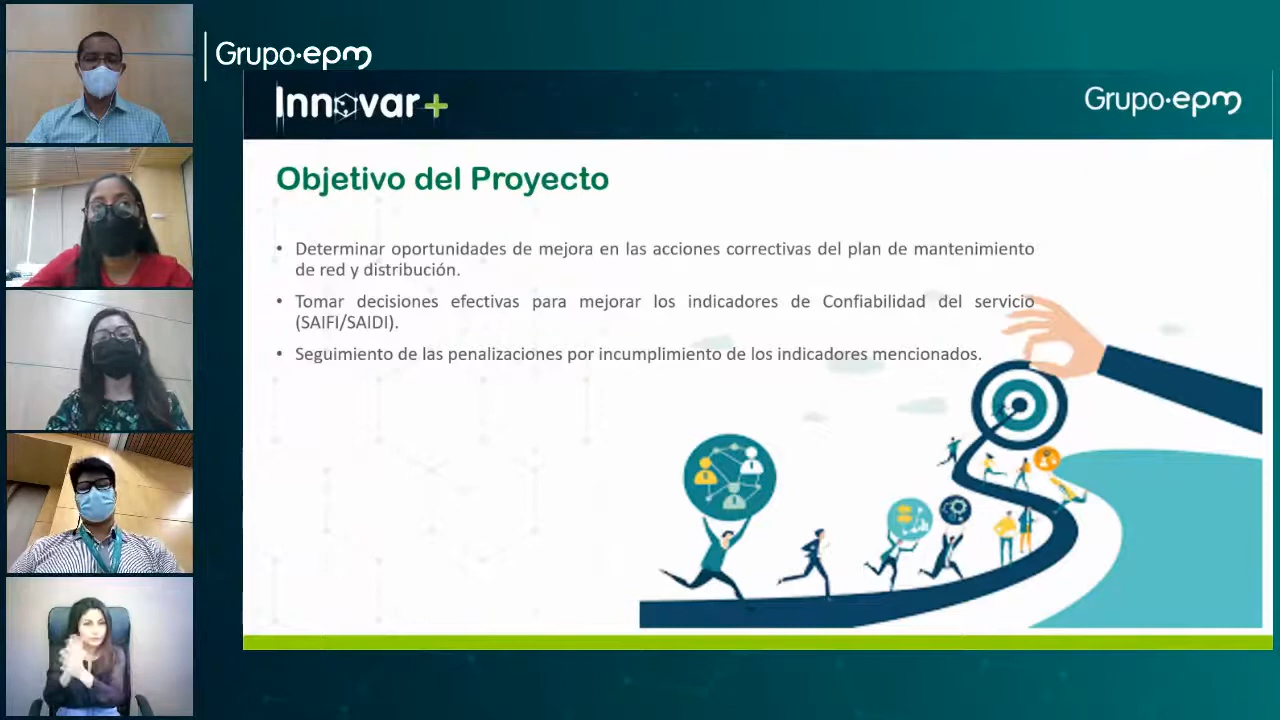 Grupo·epm
Innovar+
Grupo·epm
Objetivo del Proyecto
• Determinar oportunidades de mejora en las acciones correctivas del plan de mantenimiento
de red y distribución.
• Tomar decisiones efectivas para mejorar los indicadores de Confiabilidad del servicio
(SAIFI/SAIDI).
• Seguimiento de las penalizaciones por incumplimiento de los indicadores mencionados.